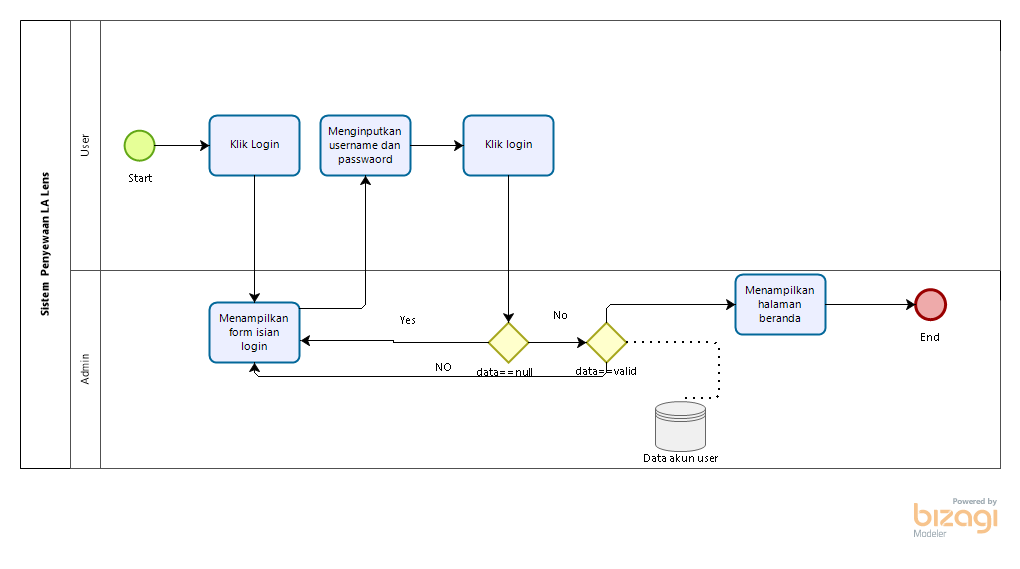 Sistem Penyewaan LA Lens
User
Start
Klik Login
Menginputkan
username dan
passwaord
Klik login
Admin
Menampilkan
form isian
login
Yes
NO
data==null
No
data==valid
Menampilkan
halaman
beranda
End
Data akun user
Powered by
bizagi
Modeler